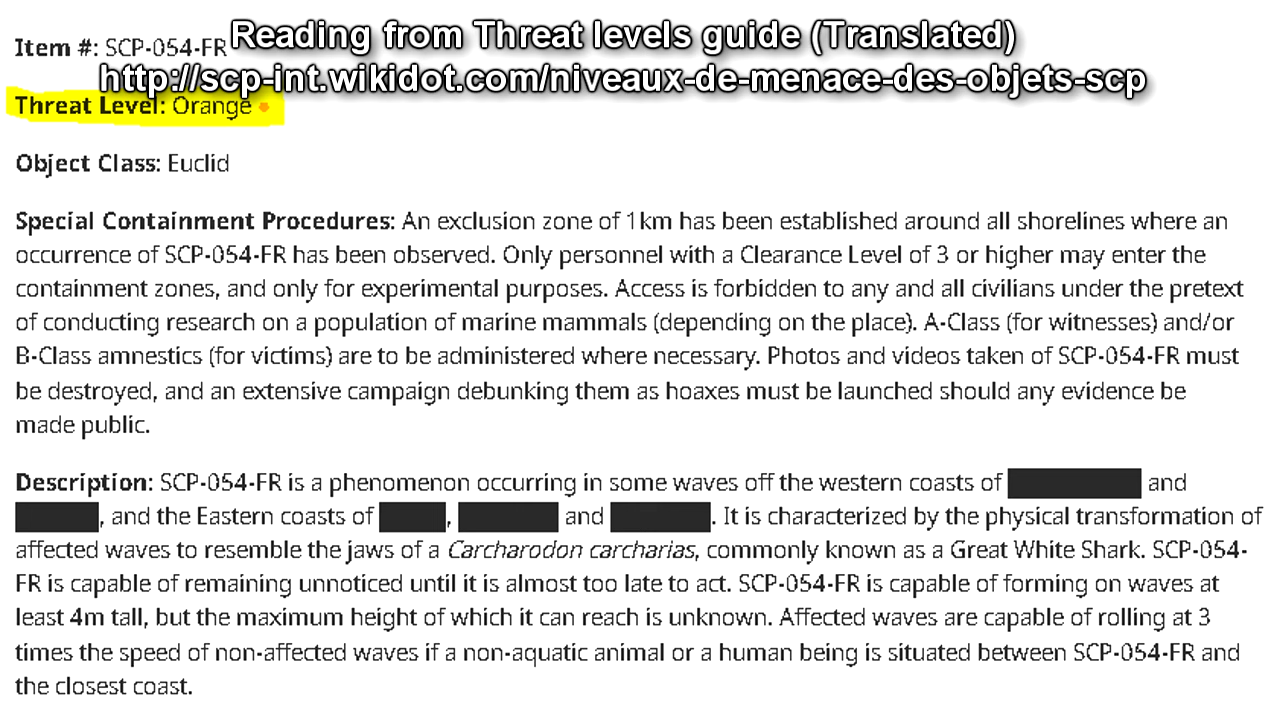 Reading from Threat levels guide (Translated)
Item #: SCP-054-FR
http://scp-int.wikidot.com/niveaux-de-menace-des-objets-scp
Threat Level: Orange
Object Class: Euclid
Special Containment Procedures: An exclusion zone of 1km has been established around all shorelines where an
occurrence of SCP-054-FR has been observed. Only personnel with a Clearance Level of 3 or higher may enter the
containment zones, and only for experimental purposes. Access is forbidden to any and all civilians under the pretext
of conducting research on a population of marine mammals (depending on the place). A-Class (for witnesses) and/or
B-Class amnestics (for victims) are to be administered where necessary. Photos and videos taken of SCP-054-FR must
be destroyed, and an extensive campaign debunking them as hoaxes must be launched should any evidence be
made public.
Description: SCP-054-FR is a phenomenon occurring in some waves off the western coasts of and
, and the Eastern coasts of , and . It is characterized by the physical transformation of
affected waves to resemble the jaws of a Carcharodon carcharias, commonly known as a Great White Shark. SCP-054-
FR is capable of remaining unnoticed until it is almost too late to act. SCP-054-FR is capable of forming on waves at
least 4m tall, but the maximum height of which it can reach is unknown. Affected waves are capable of rolling at 3
times the speed of non-affected waves if a non-aquatic animal or a human being is situated between SCP-054-FR and
the closest coast.